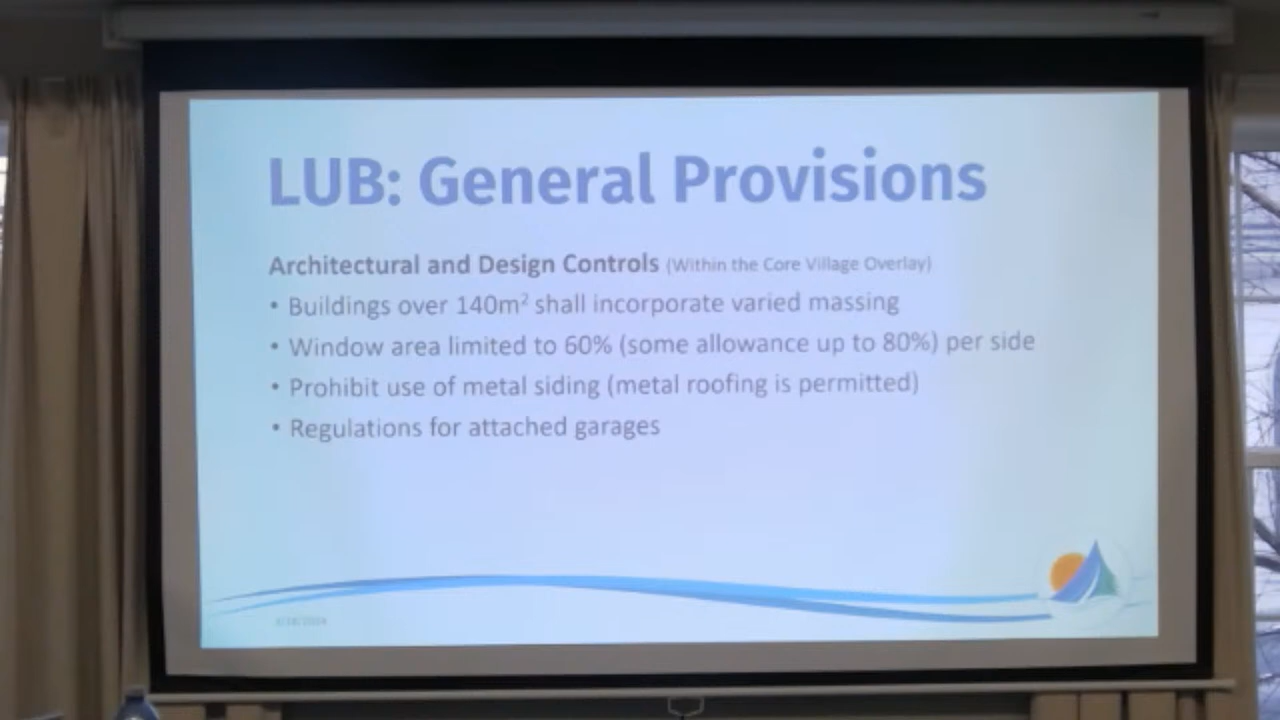 LUB: General Provisions
Architectural and Design Controls (Within the Core Village Overlay)
• Buildings over 140m² shall incorporate varied massing
• Window area limited to 60% (some allowance up to 80%) per side
• Prohibit use of metal siding (metal roofing is permitted)
• Regulations for attached garages